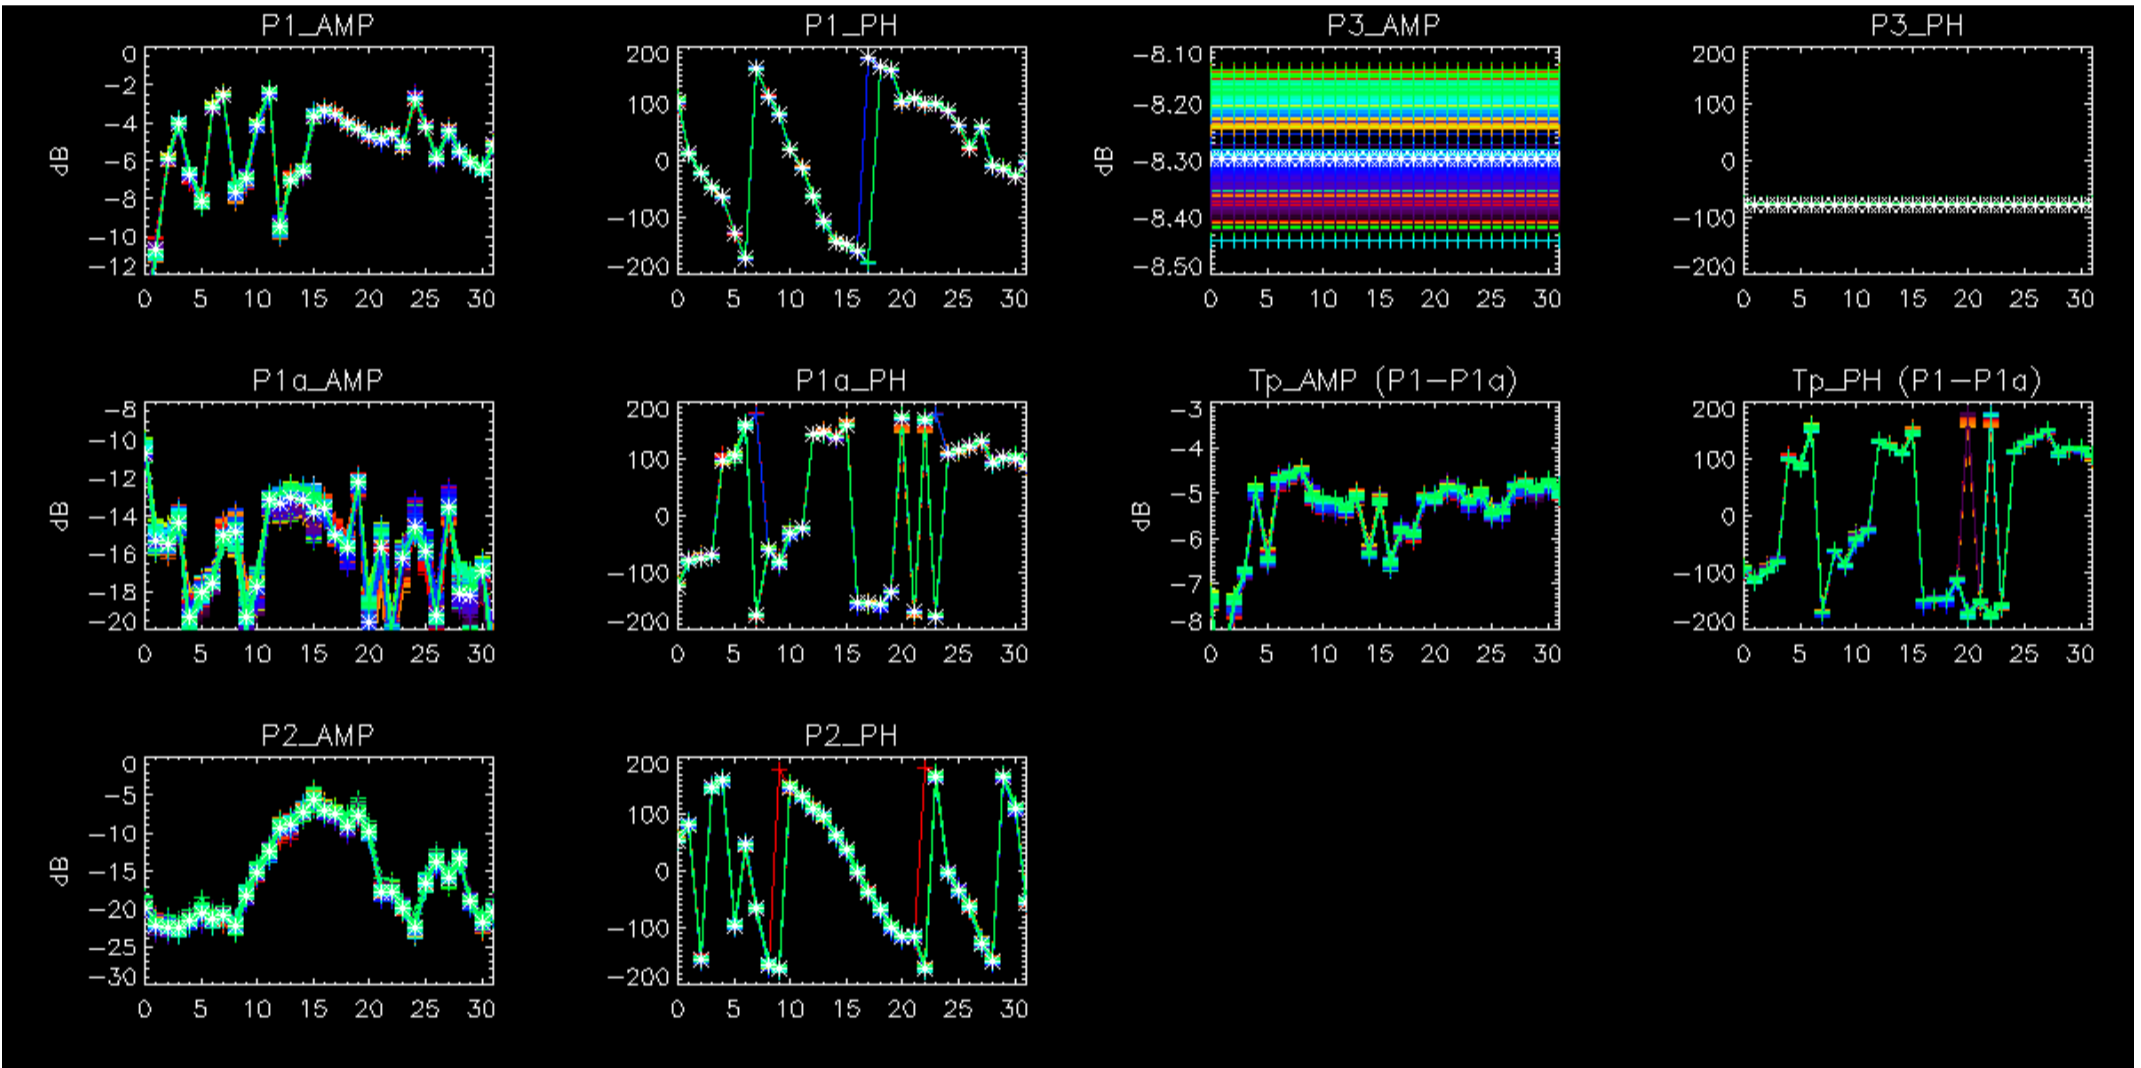 P1_AMP P1_PH P3_AMP P3_PH
0 200 -8.10 200
-2
-4 100 -8.20 100
dB -6 0 dB -8.30 0
-8
-10 -100 -8.40 -100
-12 -200 -8.50 -200
0 5 10 15 20 25 30 0 5 10 15 20 25 30 0 5 10 15 20 25 30 0 5 10 15 20 25 30
P1a_AMP P1a_PH Tp_AMP (P1-P1a) Tp_PH (P1-P1a)
-8 200 -3 200
-10 100 -4 100
-12
dB -14 0 dB -5 0
-16 -6
-18 -100 -7 -100
-20 -200 -8 -200
0 5 10 15 20 25 30 0 5 10 15 20 25 30 0 5 10 15 20 25 30 0 5 10 15 20 25 30
P2_AMP P2_PH
0 200
-5 100
-10
dB -15 0
-20 -100
-25
-30 -200
0 5 10 15 20 25 30 0 5 10 15 20 25 30